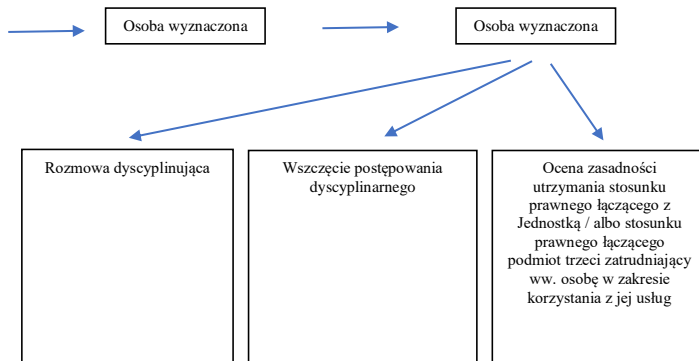 Osoba wyznaczona
Osoba wyznaczona
Rozmowa dyscyplinująca
Wszczęcie postępowania
dyscyplinarnego
Ocena zasadności
utrzymania stosunku
prawnego łączącego z
Jednostką / albo stosunku
prawnego łączącego
podmiot trzeci zatrudniający
ww. osobę w zakresie
korzystania z jej usług